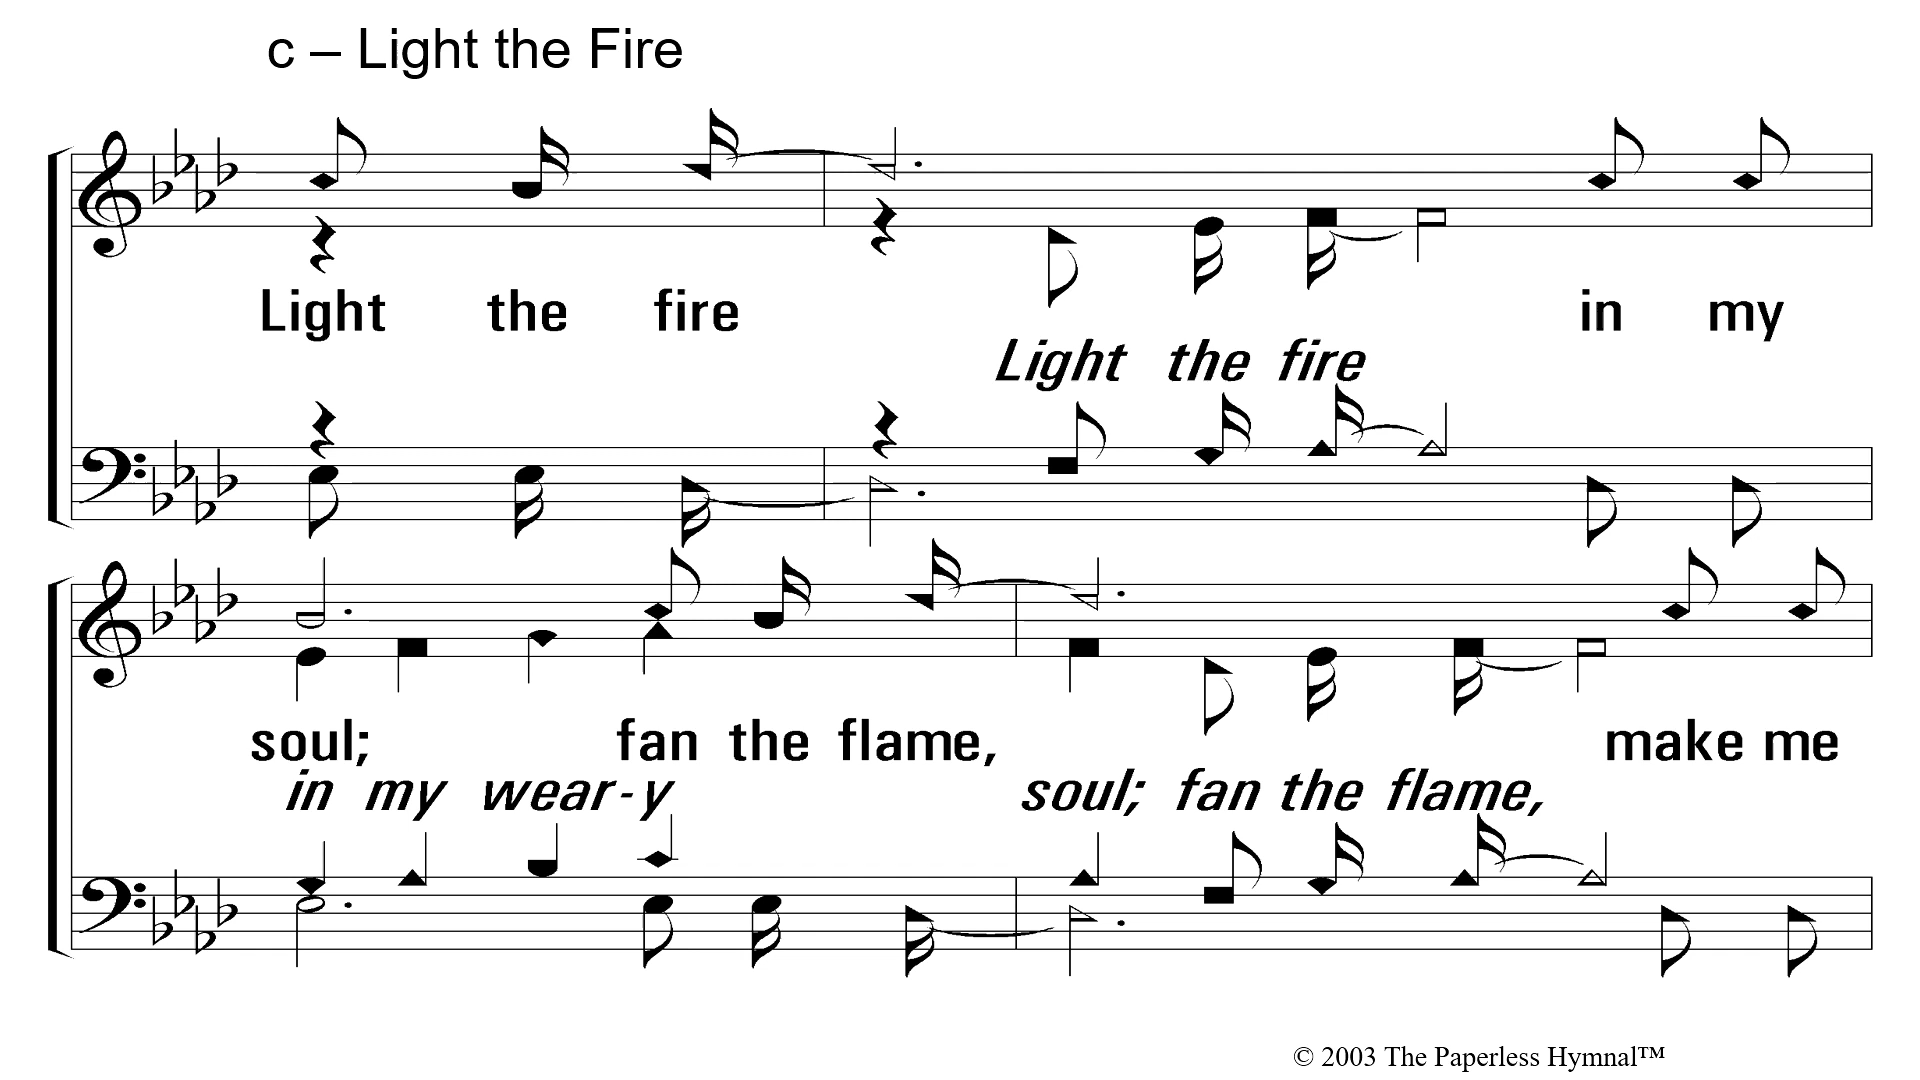 c – Light the Fire
Light the fire in my
Light the fire
soul; fan the flame, make me
in my wear-y soul; fan the flame,
© 2003 The Paperless Hymnal™